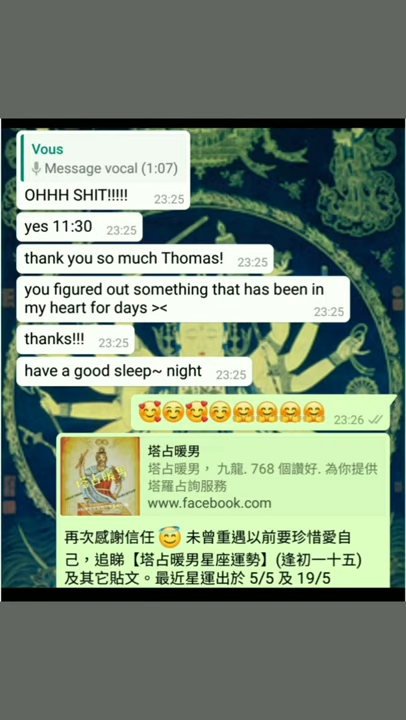 Vous
Message vocal (1:07)
OHHH SHIT!!!!!
23:25
yes 11:30
23:25
thank you so much Thomas!
23:25
you figured out something that has been in
my heart for days ><
23:25
thanks!!!
23:25
have a good sleep~ night
23:25
🥰☺️🥰☺️🤗🤗🤗🤗
23:26
塔占暖男
塔占暖男， 九龍. 768 個讚好. 為你提供
塔羅占詢服務
www.facebook.com
再次感謝信任 😇 未曾重遇以前要珍惜愛自
己，追睇【塔占暖男星座運勢】(逢初一十五)
及其它貼文。最近星運出於 5/5 及 19/5